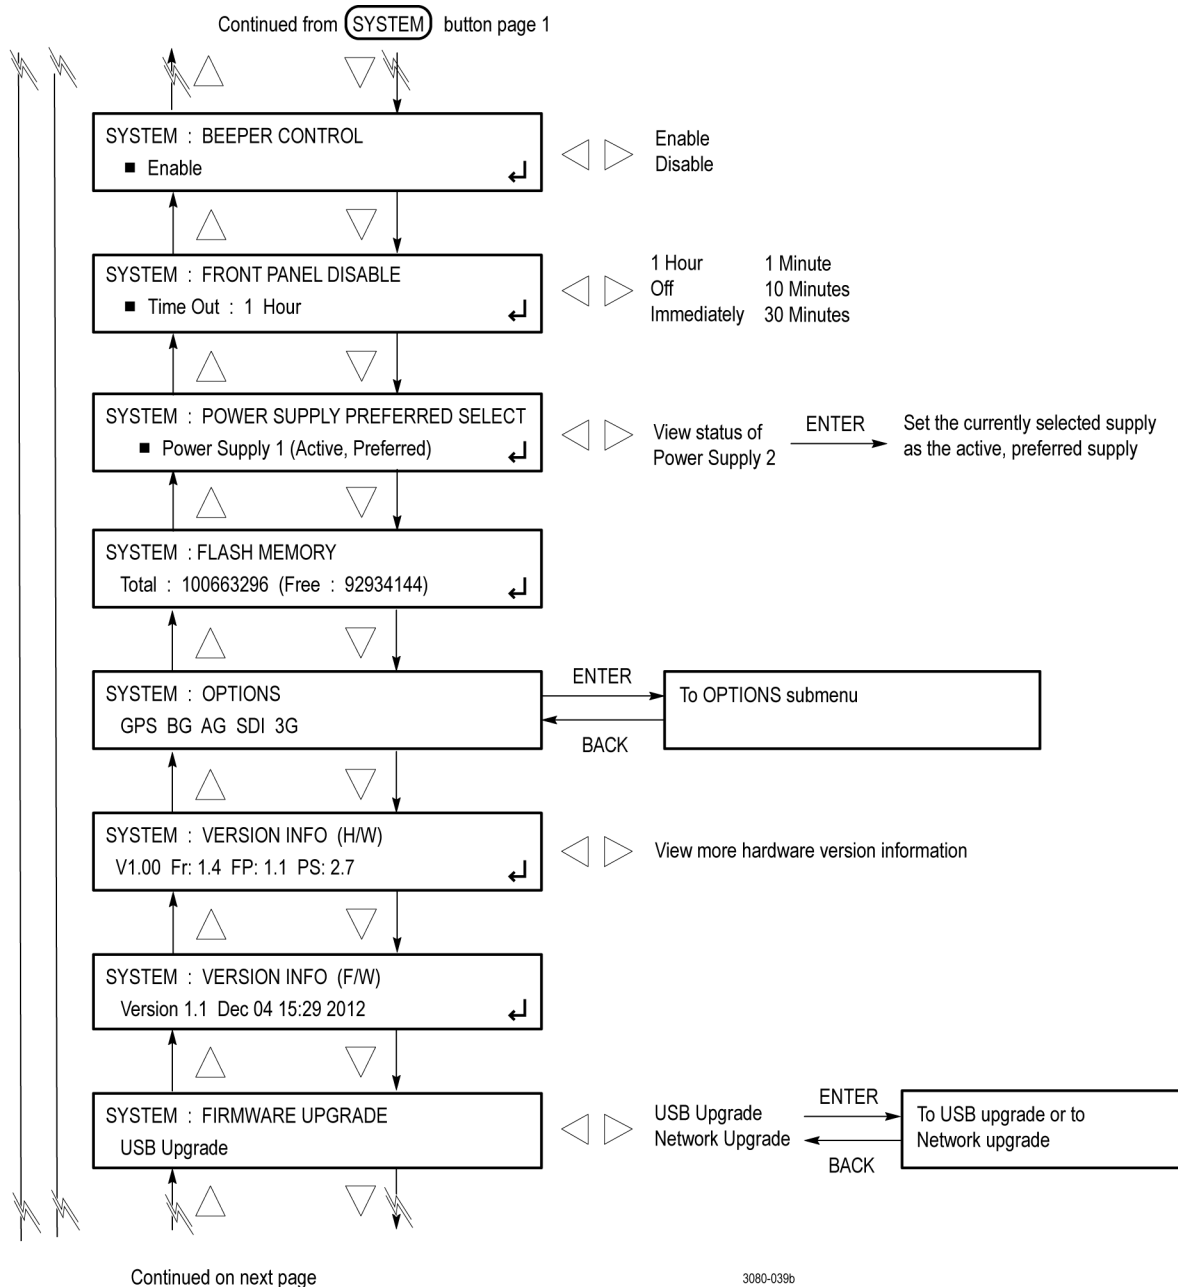 Continued from SYSTEM button page 1
SYSTEM : BEEPER CONTROL
■ Enable ↵
Enable
Disable
SYSTEM : FRONT PANEL DISABLE
■ Time Out : 1 Hour ↵
1 Hour 1 Minute
Off 10 Minutes
Immediately 30 Minutes
SYSTEM : POWER SUPPLY PREFERRED SELECT
■ Power Supply 1 (Active, Preferred) ↵
View status of
Power Supply 2
ENTER
Set the currently selected supply
as the active, preferred supply
SYSTEM : FLASH MEMORY
Total : 100663296 (Free : 92934144) ↵
SYSTEM : OPTIONS
GPS BG AG SDI 3G
ENTER
BACK
To OPTIONS submenu
SYSTEM : VERSION INFO (H/W)
V1.00 Fr: 1.4 FP: 1.1 PS: 2.7 ↵
View more hardware version information
SYSTEM : VERSION INFO (F/W)
Version 1.1 Dec 04 15:29 2012 ↵
SYSTEM : FIRMWARE UPGRADE
USB Upgrade
USB Upgrade
Network Upgrade
ENTER
BACK
To USB upgrade or to
Network upgrade
Continued on next page
3080-039b